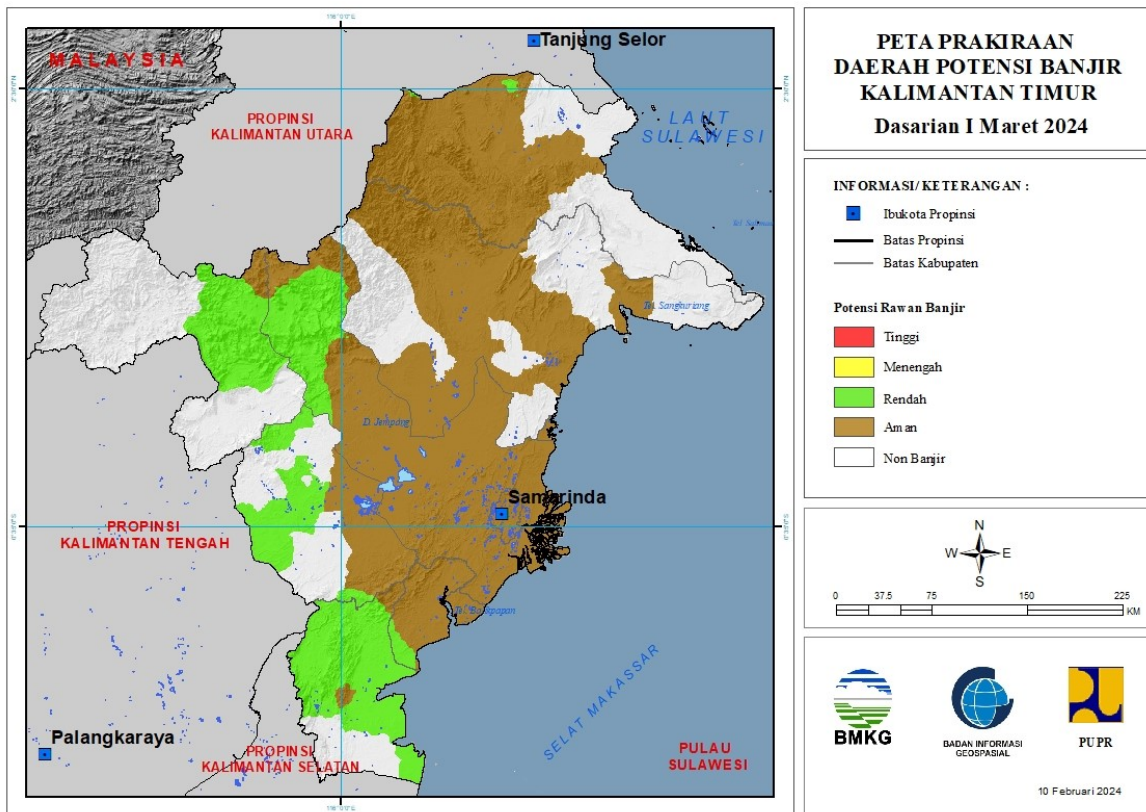 Tanjung Selor
MALAYSIA
PROPINSI
KALIMANTAN UTARA
LAUT
SULAWESI
Tel. Sangkuriang
D. Jempang
Samarinda
PROPINSI
KALIMANTAN TENGAH
SELAT MAKASSAR
Palangkaraya
PROPINSI
KALIMANTAN SELATAN
PULAU
SULAWESI
PETA PRAKIRAAN
DAERAH POTENSI BANJIR
KALIMANTAN TIMUR
Dasarian I Maret 2024
INFORMASI/ KETERANGAN :
Ibukota Propinsi
Batas Propinsi
Batas Kabupaten
Potensi Rawan Banjir
Tinggi
Menengah
Rendah
Aman
Non Banjir
N
W E
S
0 37.5 75 150 225
KM
BMKG
BADAN INFORMASI
GEOSPASIAL
PUPR
10 Februari 2024